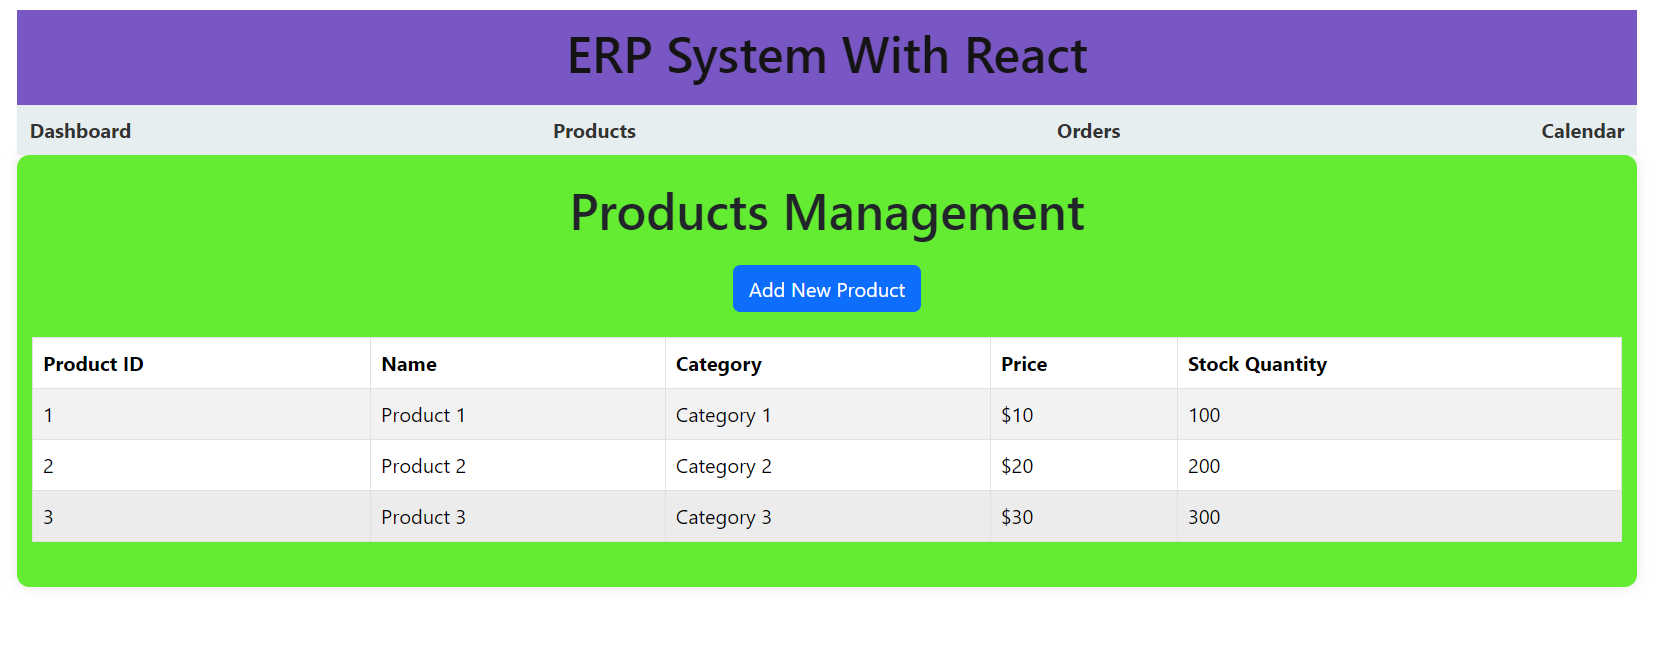 ERP System With React
Dashboard Products Orders Calendar
Products Management
Add New Product
Product ID Name Category Price Stock Quantity
1 Product 1 Category 1 $10 100
2 Product 2 Category 2 $20 200
3 Product 3 Category 3 $30 300